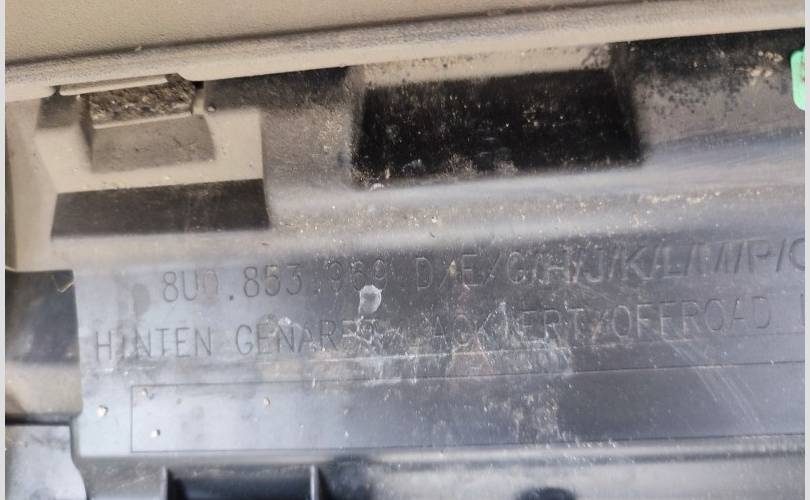 8U0.853.969 D/E/G/H/J/K/L/M/P/Q
HINTEN GENARBT/LACKIERT/OFFROAD